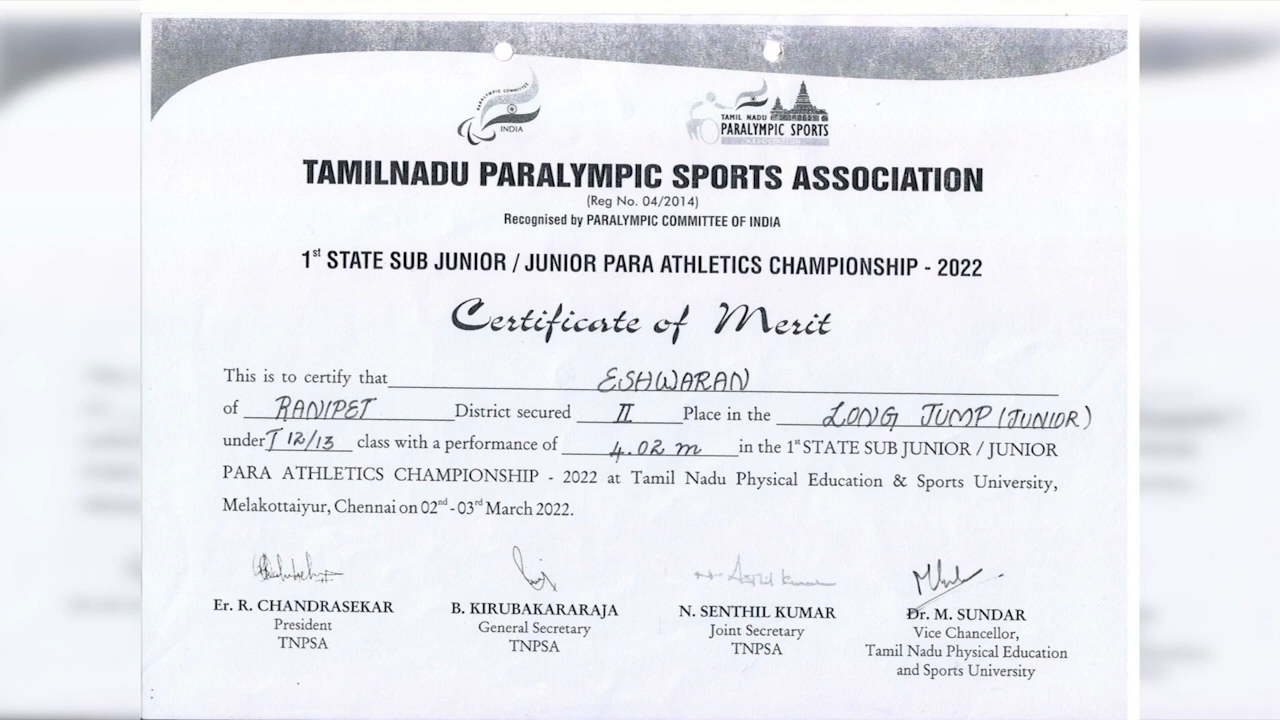 PARALYMPIC COMMITTEE
INDIA
TAMIL NADU
PARALYMPIC SPORTS
ASSOCIATION
TAMILNADU PARALYMPIC SPORTS ASSOCIATION
(Reg No. 04/2014)
Recognised by PARALYMPIC COMMITTEE OF INDIA
1st STATE SUB JUNIOR / JUNIOR PARA ATHLETICS CHAMPIONSHIP - 2022
Certificate of Merit
This is to certify that ESHWARAN
of RANIPET District secured II Place in the LONG JUMP (JUNIOR)
under T 12/13 class with a performance of 4.02 m in the 1st STATE SUB JUNIOR / JUNIOR
PARA ATHLETICS CHAMPIONSHIP - 2022 at Tamil Nadu Physical Education & Sports University,
Melakottaiyur, Chennai on 02nd - 03rd March 2022.
Er. R. CHANDRASEKAR
President
TNPSA
B. KIRUBAKARARAJA
General Secretary
TNPSA
N. SENTHIL KUMAR
Joint Secretary
TNPSA
Dr. M. SUNDAR
Vice Chancellor,
Tamil Nadu Physical Education
and Sports University